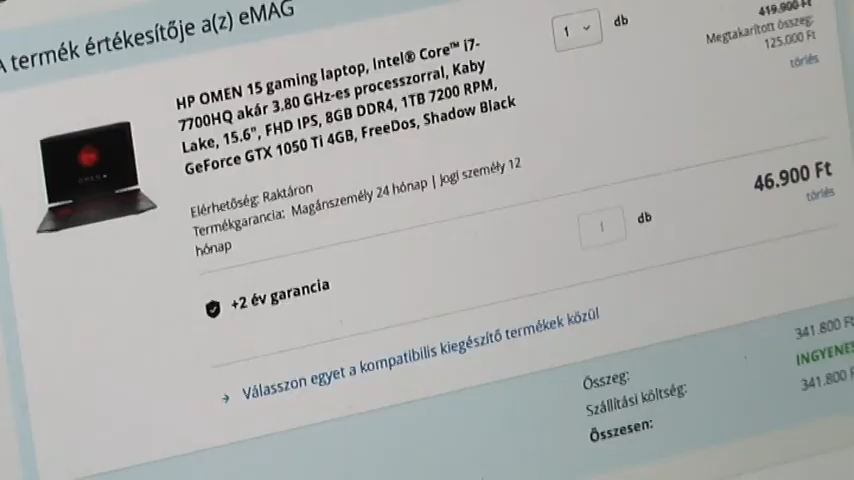 A termék értékesítője a(z) eMAG
HP OMEN 15 gaming laptop, Intel® Core™ i7-
7700HQ akár 3.80 GHz-es processzorral, Kaby
Lake, 15.6", FHD IPS, 8GB DDR4, 1TB 7200 RPM,
GeForce GTX 1050 Ti 4GB, FreeDos, Shadow Black
1 db
419.900 Ft
Megtakarított összeg:
125.000 Ft
törlés
Elérhetőség: Raktáron
Termékgarancia: Magánszemély 24 hónap | Jogi személy 12
hónap
+2 év garancia
1 db
46.900 Ft
törlés
Válasszon egyet a kompatibilis kiegészítő termékek közül
Összeg: 341.800 Ft
Szállítási költség: INGYENES
Összesen: 341.800 F